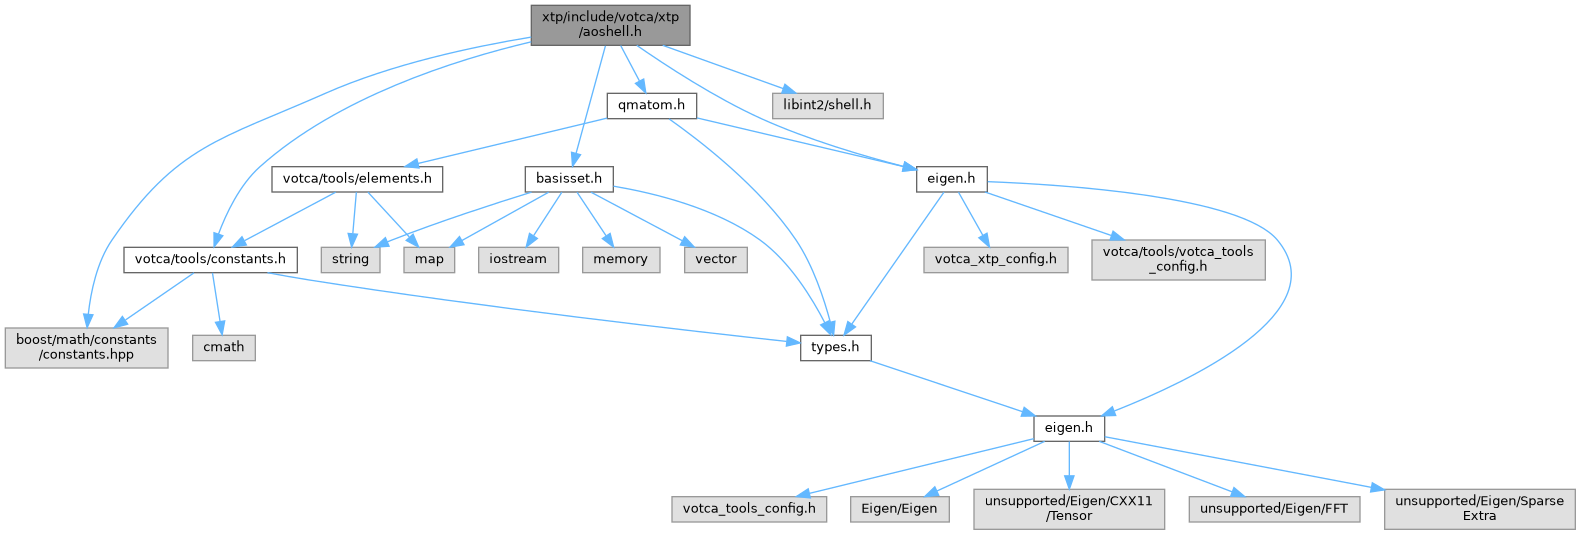 xtp/include/votca/xtp
/aoshell.h
qmatom.h
libint2/shell.h
votca/tools/elements.h
basisset.h
eigen.h
votca/tools/constants.h
string
map
iostream
memory
vector
votca_xtp_config.h
votca/tools/votca_tools
_config.h
boost/math/constants
/constants.hpp
cmath
types.h
eigen.h
votca_tools_config.h
Eigen/Eigen
unsupported/Eigen/CXX11
/Tensor
unsupported/Eigen/FFT
unsupported/Eigen/Sparse
Extra